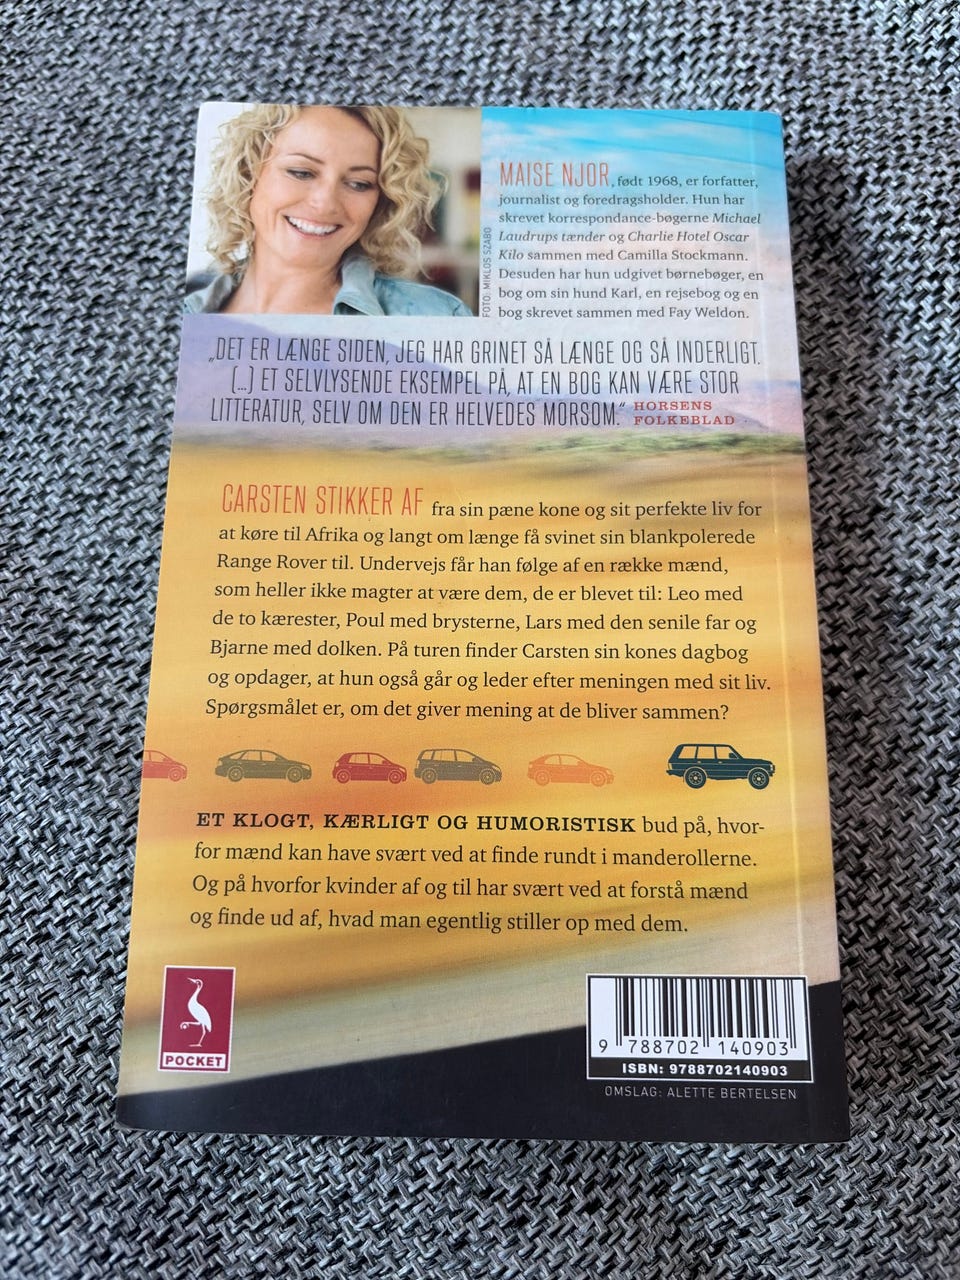 MAISE NJOR, født 1968, er forfatter,
journalist og foredragsholder. Hun har
skrevet korrespondance-bøgerne Michael
Laudrups tænder og Charlie Hotel Oscar
Kilo sammen med Camilla Stockmann.
Desuden har hun udgivet børnebøger, en
bog om sin hund Karl, en rejsebog og en
bog skrevet sammen med Fay Weldon.
FOTO: MIKLOS SZABO
„DET ER LÆNGE SIDEN, JEG HAR GRINET SÅ LÆNGE OG SÅ INDERLIGT.
(...) ET SELVLYSENDE EKSEMPEL PÅ, AT EN BOG KAN VÆRE STOR
LITTERATUR, SELV OM DEN ER HELVEDES MORSOM.“ HORSENS
FOLKEBLAD
CARSTEN STIKKER AF fra sin pæne kone og sit perfekte liv for
at køre til Afrika og langt om længe få svinet sin blankpolerede
Range Rover til. Undervejs får han følge af en række mænd,
som heller ikke magter at være dem, de er blevet til: Leo med
de to kærester, Poul med brysterne, Lars med den senile far og
Bjarne med dolken. På turen finder Carsten sin kones dagbog
og opdager, at hun også går og leder efter meningen med sit liv.
Spørgsmålet er, om det giver mening at de bliver sammen?
ET KLOGT, KÆRLIGT OG HUMORISTISK bud på, hvor-
for mænd kan have svært ved at finde rundt i manderollerne.
Og på hvorfor kvinder af og til har svært ved at forstå mænd
og finde ud af, hvad man egentlig stiller op med dem.
POCKET
9 788702 140903
ISBN: 9788702140903
OMSLAG: ALETTE BERTELSEN